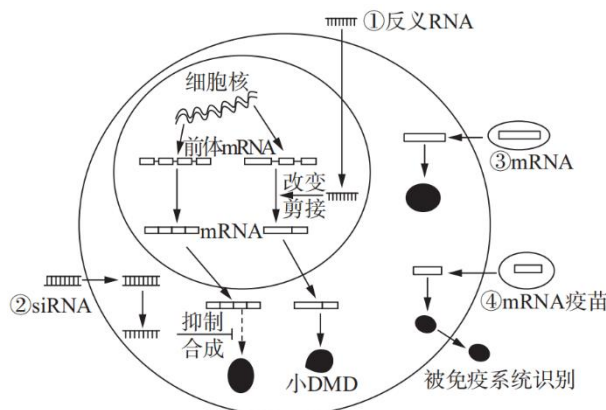 ①反义RNA
细胞核
前体mRNA
改变
剪接
mRNA
③mRNA
②siRNA
④mRNA疫苗
抑制
合成
小DMD
被免疫系统识别